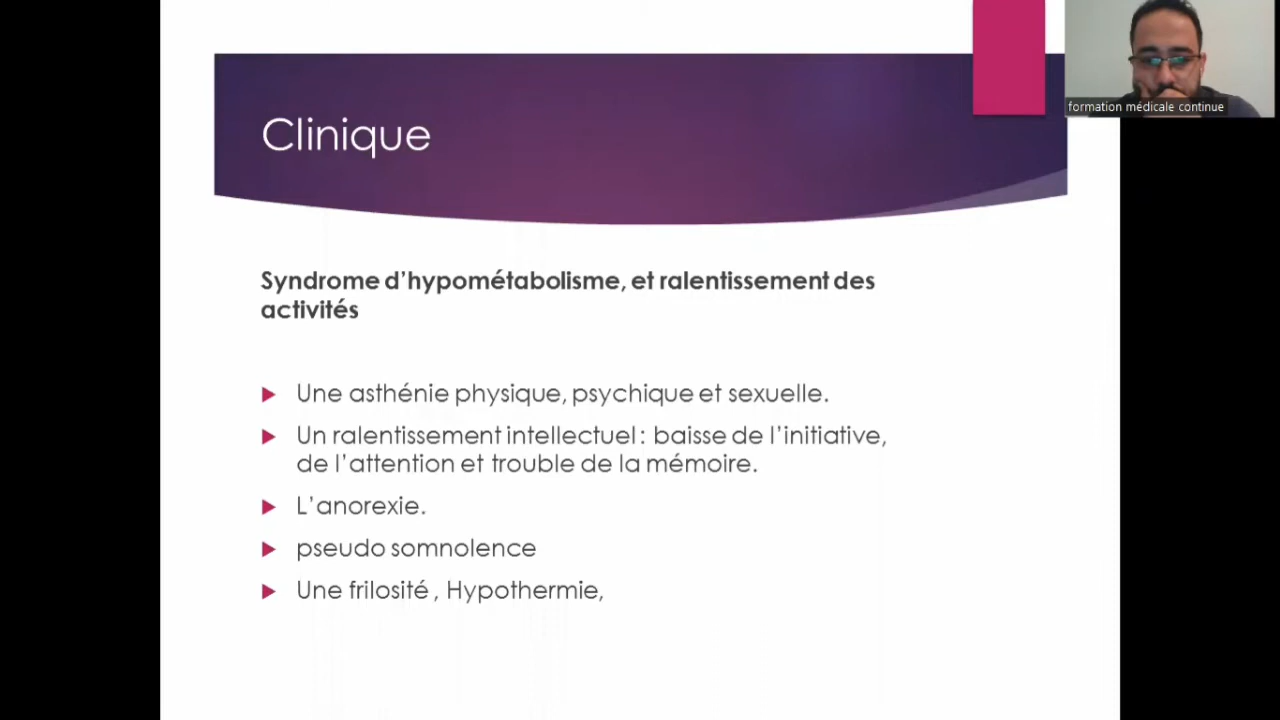 formation médicale continue
Clinique
Syndrome d’hypométabolisme, et ralentissement des
activités
Une asthénie physique, psychique et sexuelle.
Un ralentissement intellectuel : baisse de l’initiative,
de l’attention et trouble de la mémoire.
L’anorexie.
pseudo somnolence
Une frilosité , Hypothermie,